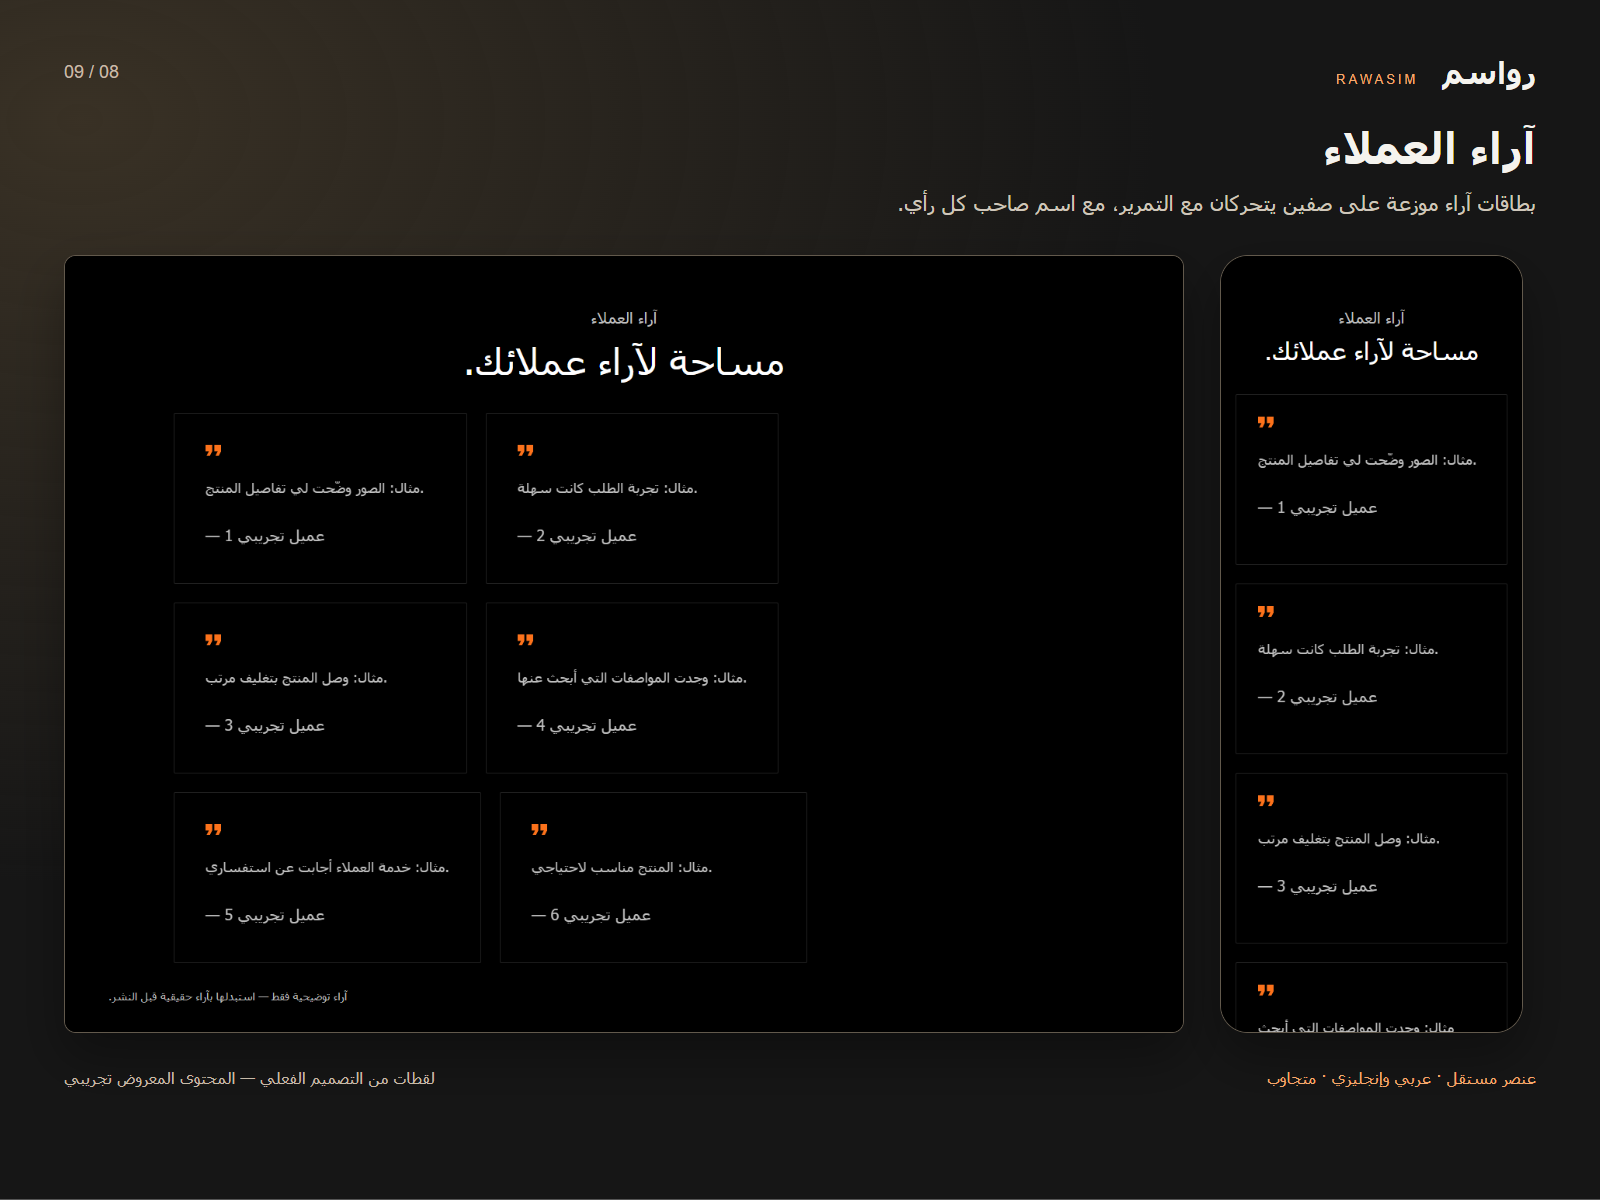 رواسم RAWASIM
09 / 08
آراء العملاء
بطاقات آراء موزعة على صفين يتحركان مع التمرير، مع اسم صاحب كل رأي.
آراء العملاء
مساحة لآراء عملائك.
”
مثال: الصور وضّحت لي تفاصيل المنتج.
عميل تجريبي 1 —
”
مثال: تجربة الطلب كانت سهلة.
عميل تجريبي 2 —
”
مثال: وصل المنتج بتغليف مرتب.
عميل تجريبي 3 —
”
مثال: وجدت المواصفات التي أبحث
آراء العملاء
مساحة لآراء عملائك.
”
مثال: الصور وضّحت لي تفاصيل المنتج.
عميل تجريبي 1 —
”
مثال: تجربة الطلب كانت سهلة.
عميل تجريبي 2 —
”
مثال: وصل المنتج بتغليف مرتب.
عميل تجريبي 3 —
”
مثال: وجدت المواصفات التي أبحث عنها.
عميل تجريبي 4 —
”
مثال: خدمة العملاء أجابت عن استفساري.
عميل تجريبي 5 —
”
مثال: المنتج مناسب لاحتياجي.
عميل تجريبي 6 —
آراء توضيحية فقط — استبدلها بآراء حقيقية قبل النشر.
عنصر مستقل · عربي وإنجليزي · متجاوب
لقطات من التصميم الفعلي — المحتوى المعروض تجريبي